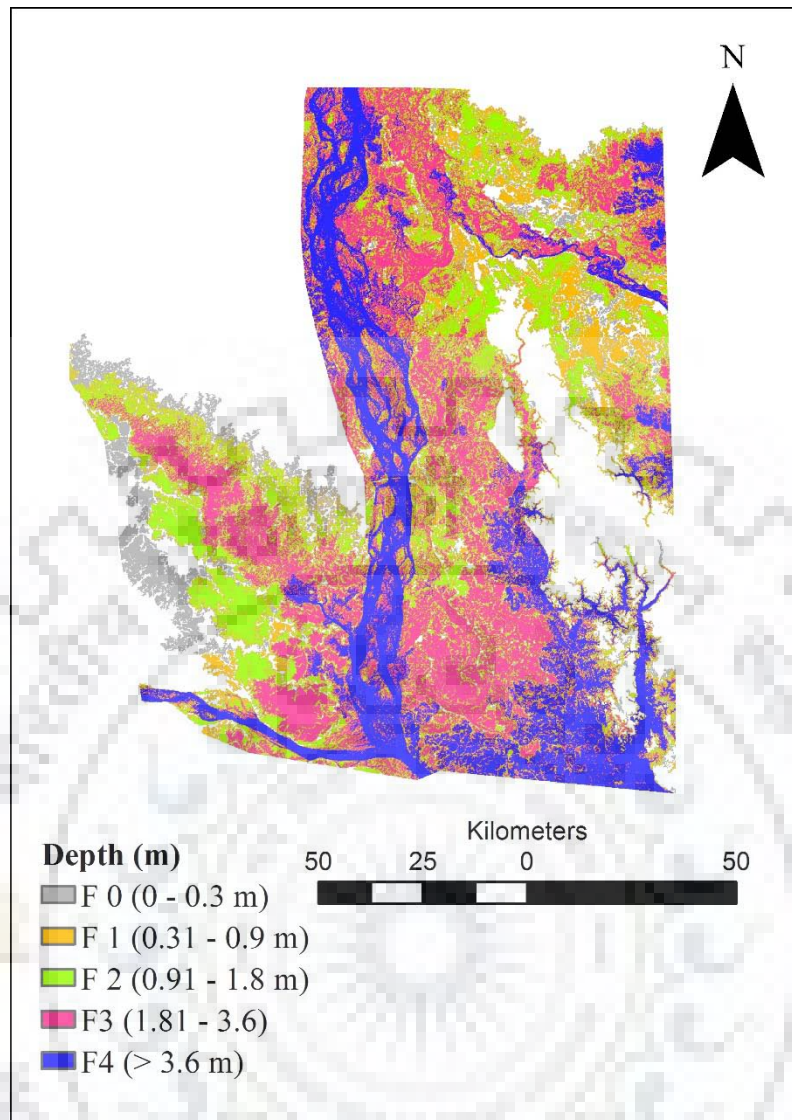 N
Kilometers
50 25 0 50
Depth (m)
F 0 (0 - 0.3 m)
F 1 (0.31 - 0.9 m)
F 2 (0.91 - 1.8 m)
F3 (1.81 - 3.6)
F4 (> 3.6 m)